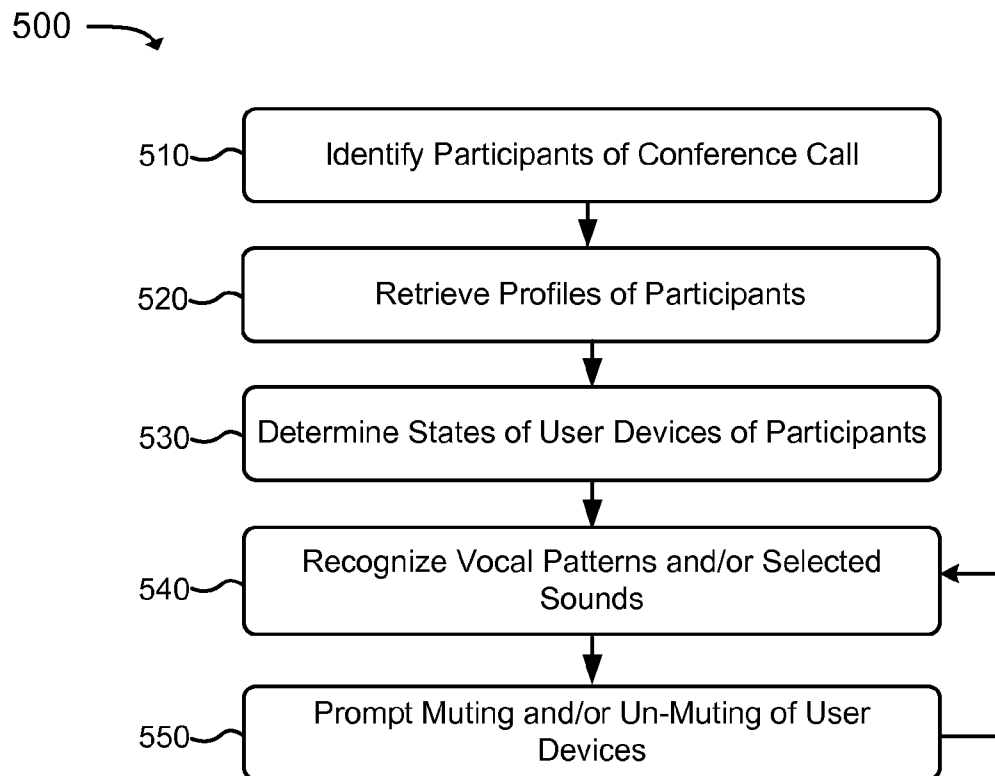 500
510
Identify Participants of Conference Call
520
Retrieve Profiles of Participants
530
Determine States of User Devices of Participants
540
Recognize Vocal Patterns and/or Selected
Sounds
550
Prompt Muting and/or Un-Muting of User
Devices